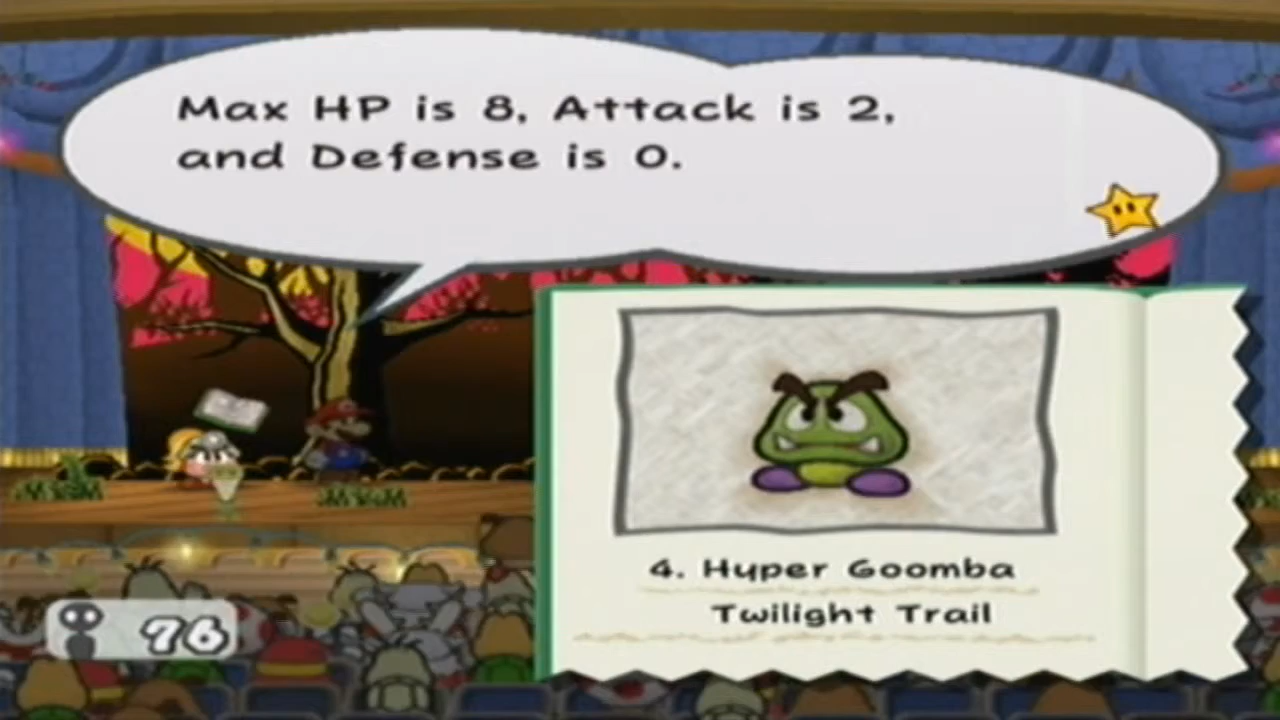 Max HP is 8, Attack is 2,
and Defense is 0.
4. Hyper Goomba
Twilight Trail
76